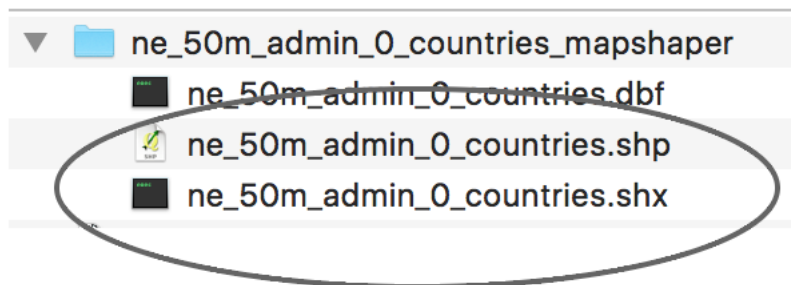 ne_50m_admin_0_countries_mapshaper
ne_50m_admin_0_countries.dbf
ne_50m_admin_0_countries.shp
ne_50m_admin_0_countries.shx